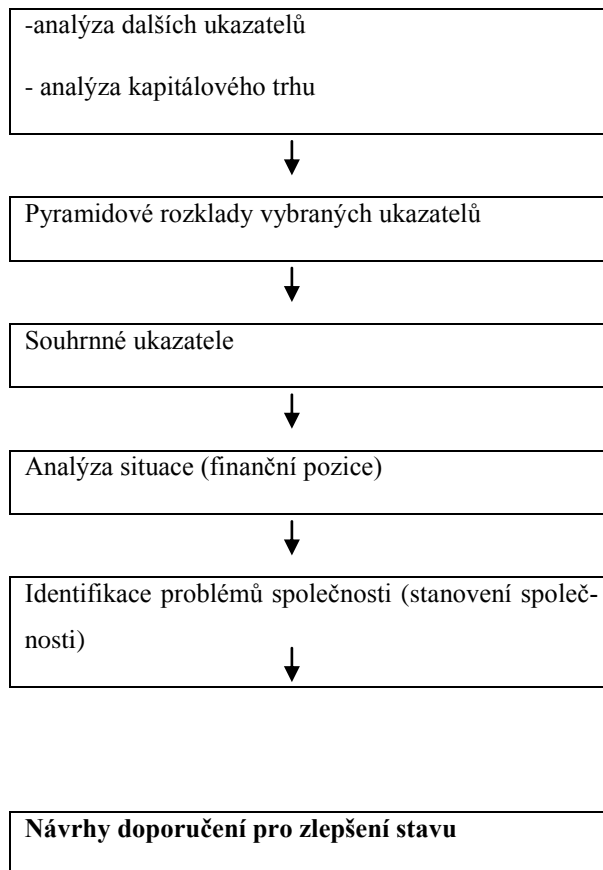 -analýza dalších ukazatelů
- analýza kapitálového trhu
Pyramidové rozklady vybraných ukazatelů
Souhrnné ukazatele
Analýza situace (finanční pozice)
Identifikace problémů společnosti (stanovení společ-
nosti)
Návrhy doporučení pro zlepšení stavu